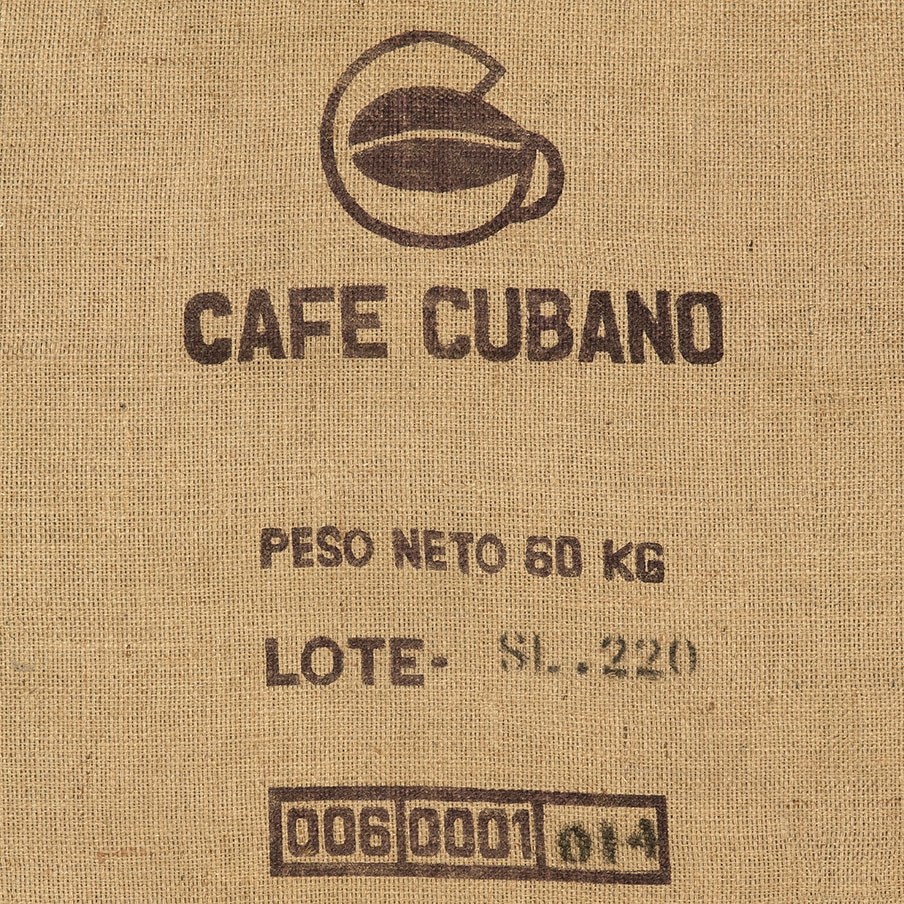 CAFE CUBANO
PESO NETO 60 KG
LOTE- SL..220
006 0001 014